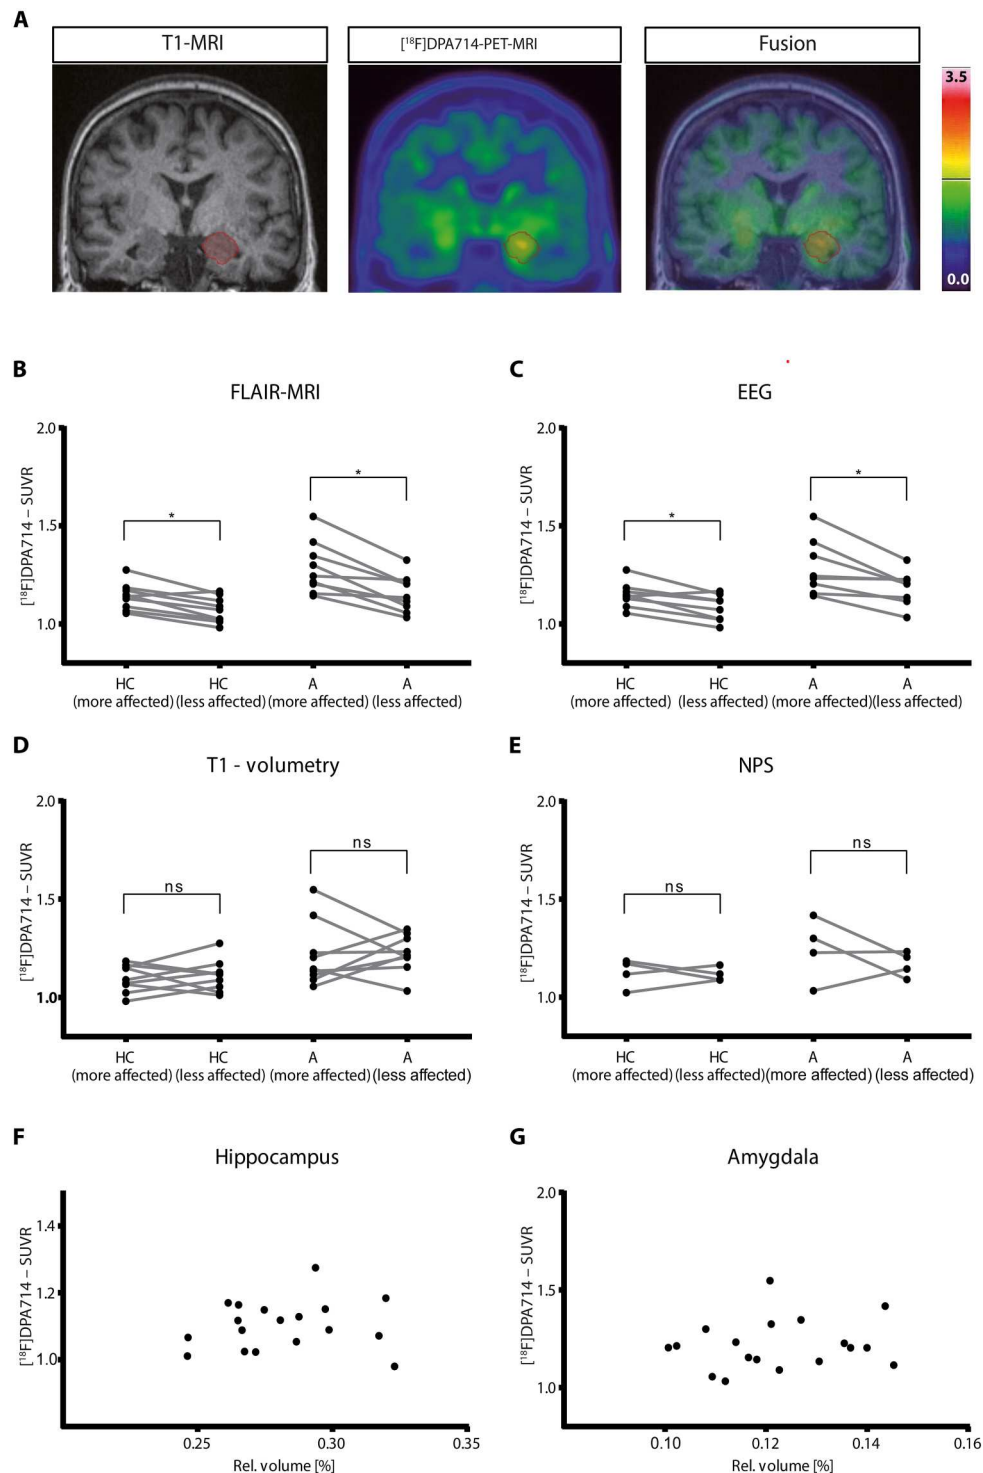 A
T1-MRI
[¹⁸F]DPA714-PET-MRI
Fusion
3.5
0.0
B
FLAIR-MRI
[¹⁸F]DPA714 – SUVR
2.0
1.5
1.0
*
*
HC
(more affected)
HC
(less affected)
A
(more affected)
A
(less affected)
C
EEG
[¹⁸F]DPA714 – SUVR
2.0
1.5
1.0
*
*
HC
(more affected)
HC
(less affected)
A
(more affected)
A
(less affected)
D
T1 - volumetry
[¹⁸F]DPA714 – SUVR
2.0
1.5
1.0
ns
ns
HC
(more affected)
HC
(less affected)
A
(more affected)
A
(less affected)
E
NPS
[¹⁸F]DPA714 – SUVR
2.0
1.5
1.0
ns
ns
HC
(more affected)
HC
(less affected)
A
(more affected)
A
(less affected)
F
Hippocampus
[¹⁸F]DPA714 – SUVR
1.4
1.2
1.0
0.25
0.30
0.35
Rel. volume [%]
G
Amygdala
[¹⁸F]DPA714 – SUVR
2.0
1.5
1.0
0.10
0.12
0.14
0.16
Rel. volume [%]